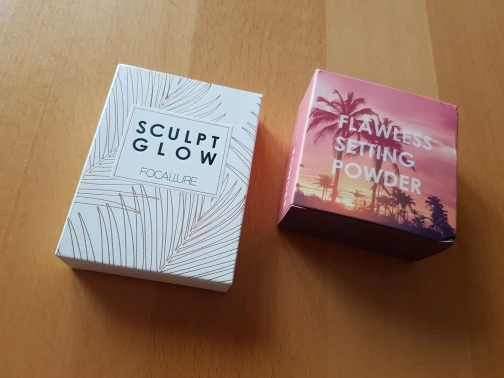 SCULPT
GLOW
FOCALLURE
FLAWLESS
SETTING
POWDER